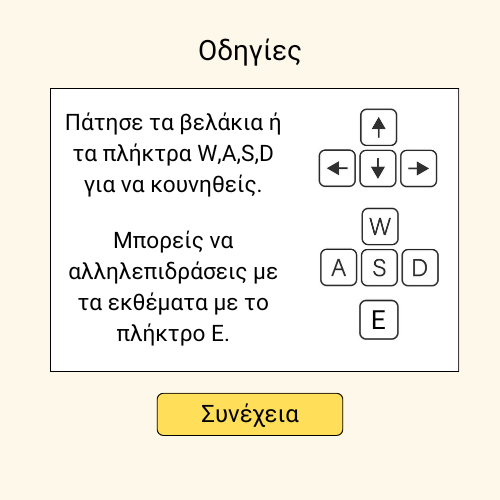 Οδηγίες
Πάτησε τα βελάκια ή
τα πλήκτρα W,A,S,D
για να κουνηθείς.
Μπορείς να
αλληλεπιδράσεις με
τα εκθέματα με το
πλήκτρο Ε.
W
A S D
E
Συνέχεια